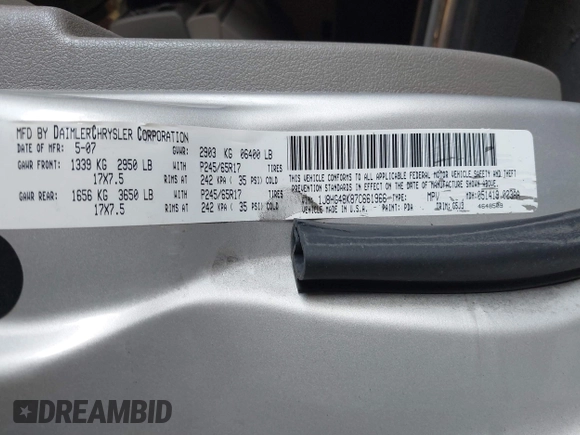 MFD BY DAIMLERCHRYSLER CORPORATION
DATE OF MFR: 5-07 GVWR: 2903 KG 06400 LB
GAWR FRONT: 1339 KG 2950 LB WITH P245/65R17 TIRES
17X7.5 RIMS AT 242 KPA ( 35 PSI) COLD
GAWR REAR: 1656 KG 3650 LB WITH P245/65R17 TIRES
17X7.5 RIMS AT 242 KPA ( 35 PSI) COLD
THIS VEHICLE CONFORMS TO ALL APPLICABLE FEDERAL MOTOR VEHICLE SAFETY AND THEFT
PREVENTION STANDARDS IN EFFECT ON THE DATE OF MANUFACTURE SHOWN ABOVE.
1J8HG48K87C661966 TYPE: MPV MDH: 051419
MADE IN U.S.A. PAINT: PDA
DREAMBID